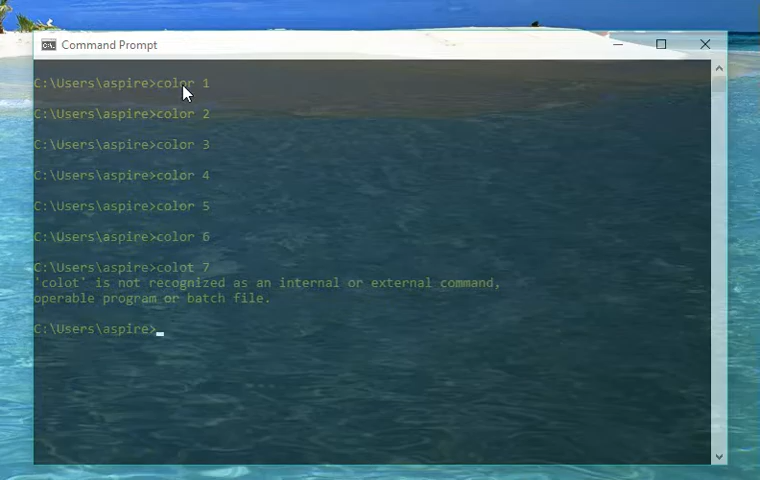 Command Prompt
C:\Users\aspire>color 1
C:\Users\aspire>color 2
C:\Users\aspire>color 3
C:\Users\aspire>color 4
C:\Users\aspire>color 5
C:\Users\aspire>color 6
C:\Users\aspire>colot 7
'colot' is not recognized as an internal or external command,
operable program or batch file.
C:\Users\aspire>